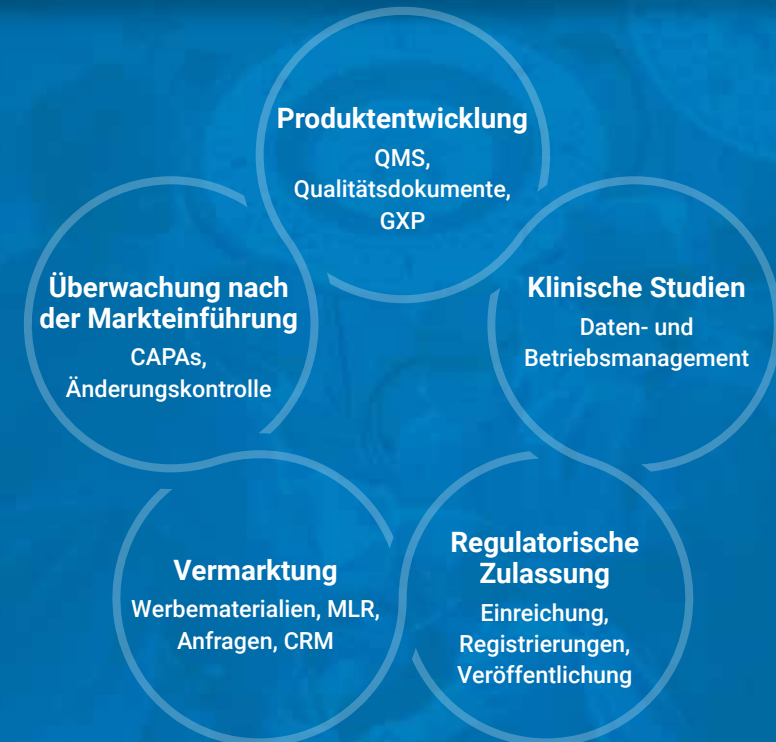 Produktentwicklung
QMS,
Qualitätsdokumente,
GXP
Klinische Studien
Daten- und
Betriebsmanagement
Regulatorische
Zulassung
Einreichung,
Registrierungen,
Veröffentlichung
Vermarktung
Werbematerialien, MLR,
Anfragen, CRM
Überwachung nach
der Markteinführung
CAPAs,
Änderungskontrolle